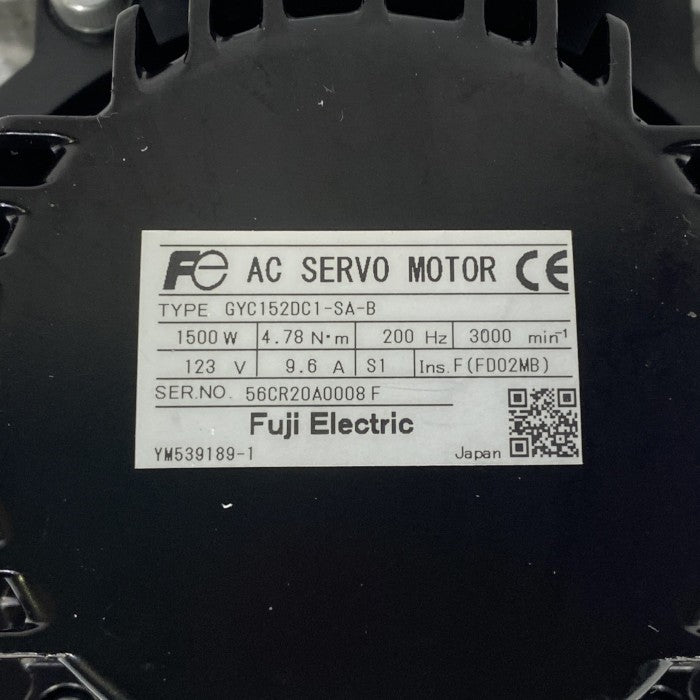 Fe AC SERVO MOTOR CE
TYPE GYC152DC1-SA-B
1500 W 4.78 N·m 200 Hz 3000 min⁻¹
123 V 9.6 A S1 Ins. F(FD02MB)
SER.NO. 56CR20A0008 F
Fuji Electric
YM539189-1 Japan